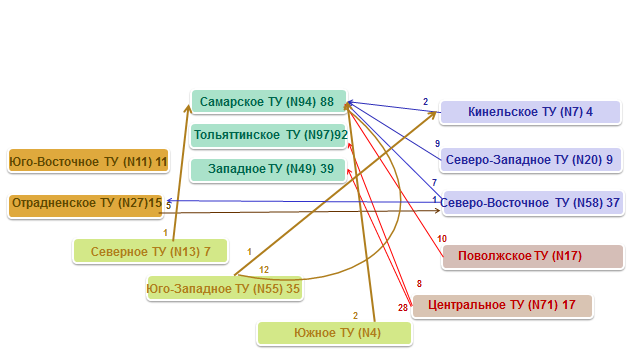 Самарское ТУ (N94) 88
2
Кинельское ТУ (N7) 4
Тольяттинское ТУ (N97)92
9
Юго-Восточное ТУ (N11) 11
Западное ТУ (N49) 39
Северо-Западное ТУ (N20) 9
7
Отрадненское ТУ (N27)15
5
1
Северо-Восточное ТУ (N58) 37
1
10
Северное ТУ (N13) 7
1
Поволжское ТУ (N17)
12
8
Юго-Западное ТУ (N55) 35
28
Центральное ТУ (N71) 17
2
Южное ТУ (N4)